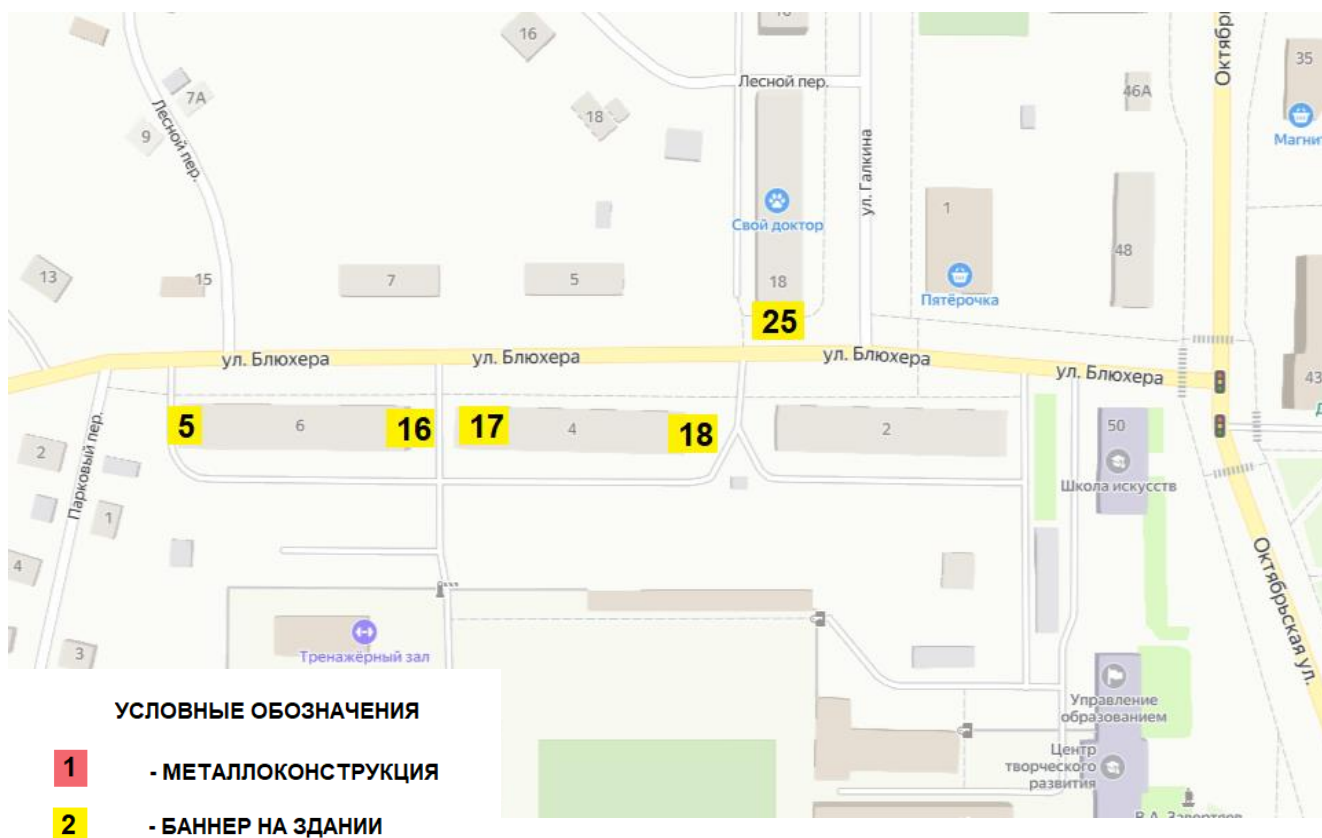 16
16
35
7А
Лесной пер.
46А
18
9
Лесной пер.
Магнит
ул. Галкина
Октябр
1
Свой доктор
48
13
15
7
5
18
Пятёрочка
25
ул. Блюхера
ул. Блюхера
ул. Блюхера
ул. Блюхера
43
5
6
16
17
4
18
2
50
2
Парковый пер.
Школа искусств
1
4
Октябрьская ул.
3
Тренажёрный зал
Управление
образованием
Центр
творческого
развития
В.А. Завертяев
УСЛОВНЫЕ ОБОЗНАЧЕНИЯ
1 - МЕТАЛЛОКОНСТРУКЦИЯ
2 - БАННЕР НА ЗДАНИИ